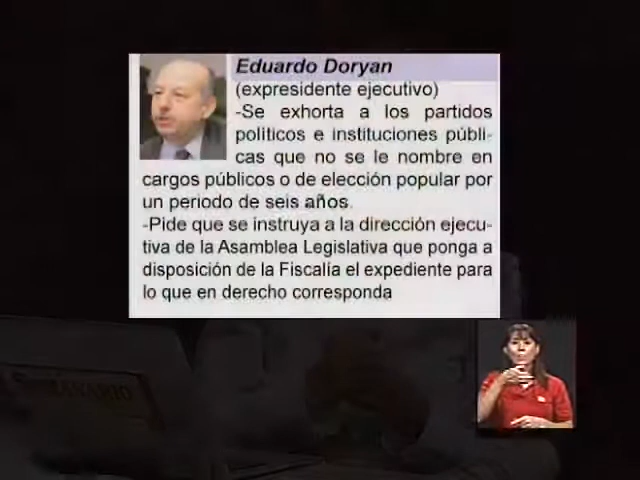 Eduardo Doryan
(expresidente ejecutivo)
-Se exhorta a los partidos
políticos e instituciones públi-
cas que no se le nombre en
cargos públicos o de elección popular por
un periodo de seis años.
-Pide que se instruya a la dirección ejecu-
tiva de la Asamblea Legislativa que ponga a
disposición de la Fiscalía el expediente para
lo que en derecho corresponda